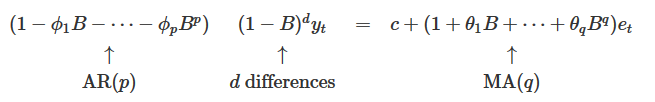 (1 − ϕ₁B − ⋯ − ϕₚBᵖ) (1 − B)ᵈyₜ = c + (1 + θ₁B + ⋯ + θ_qB^q)eₜ
↑ ↑ ↑
AR(p) d differences MA(q)